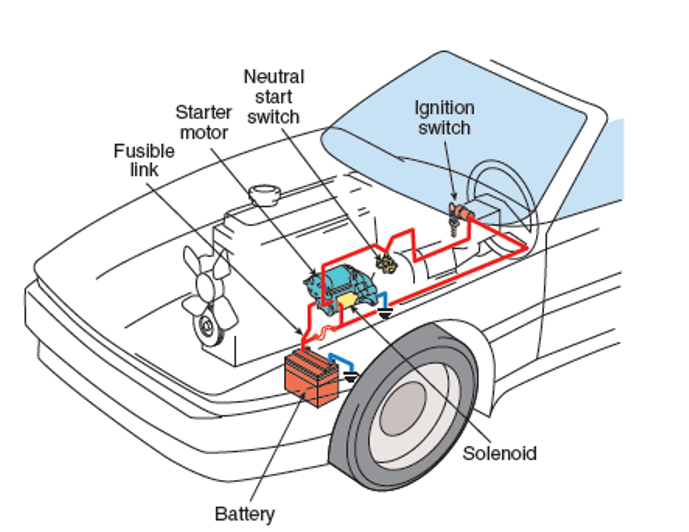 Neutral
start
switch
Starter
motor
Ignition
switch
Fusible
link
Solenoid
Battery